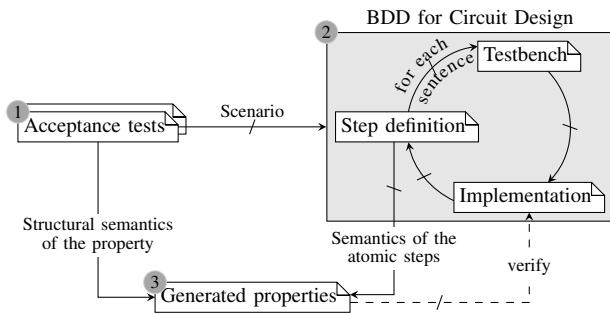 BDD for Circuit Design
2
for each
sentence
Testbench
1
Acceptance tests
Scenario
Step definition
Implementation
Structural semantics
of the property
Semantics of the
atomic steps
verify
3
Generated properties